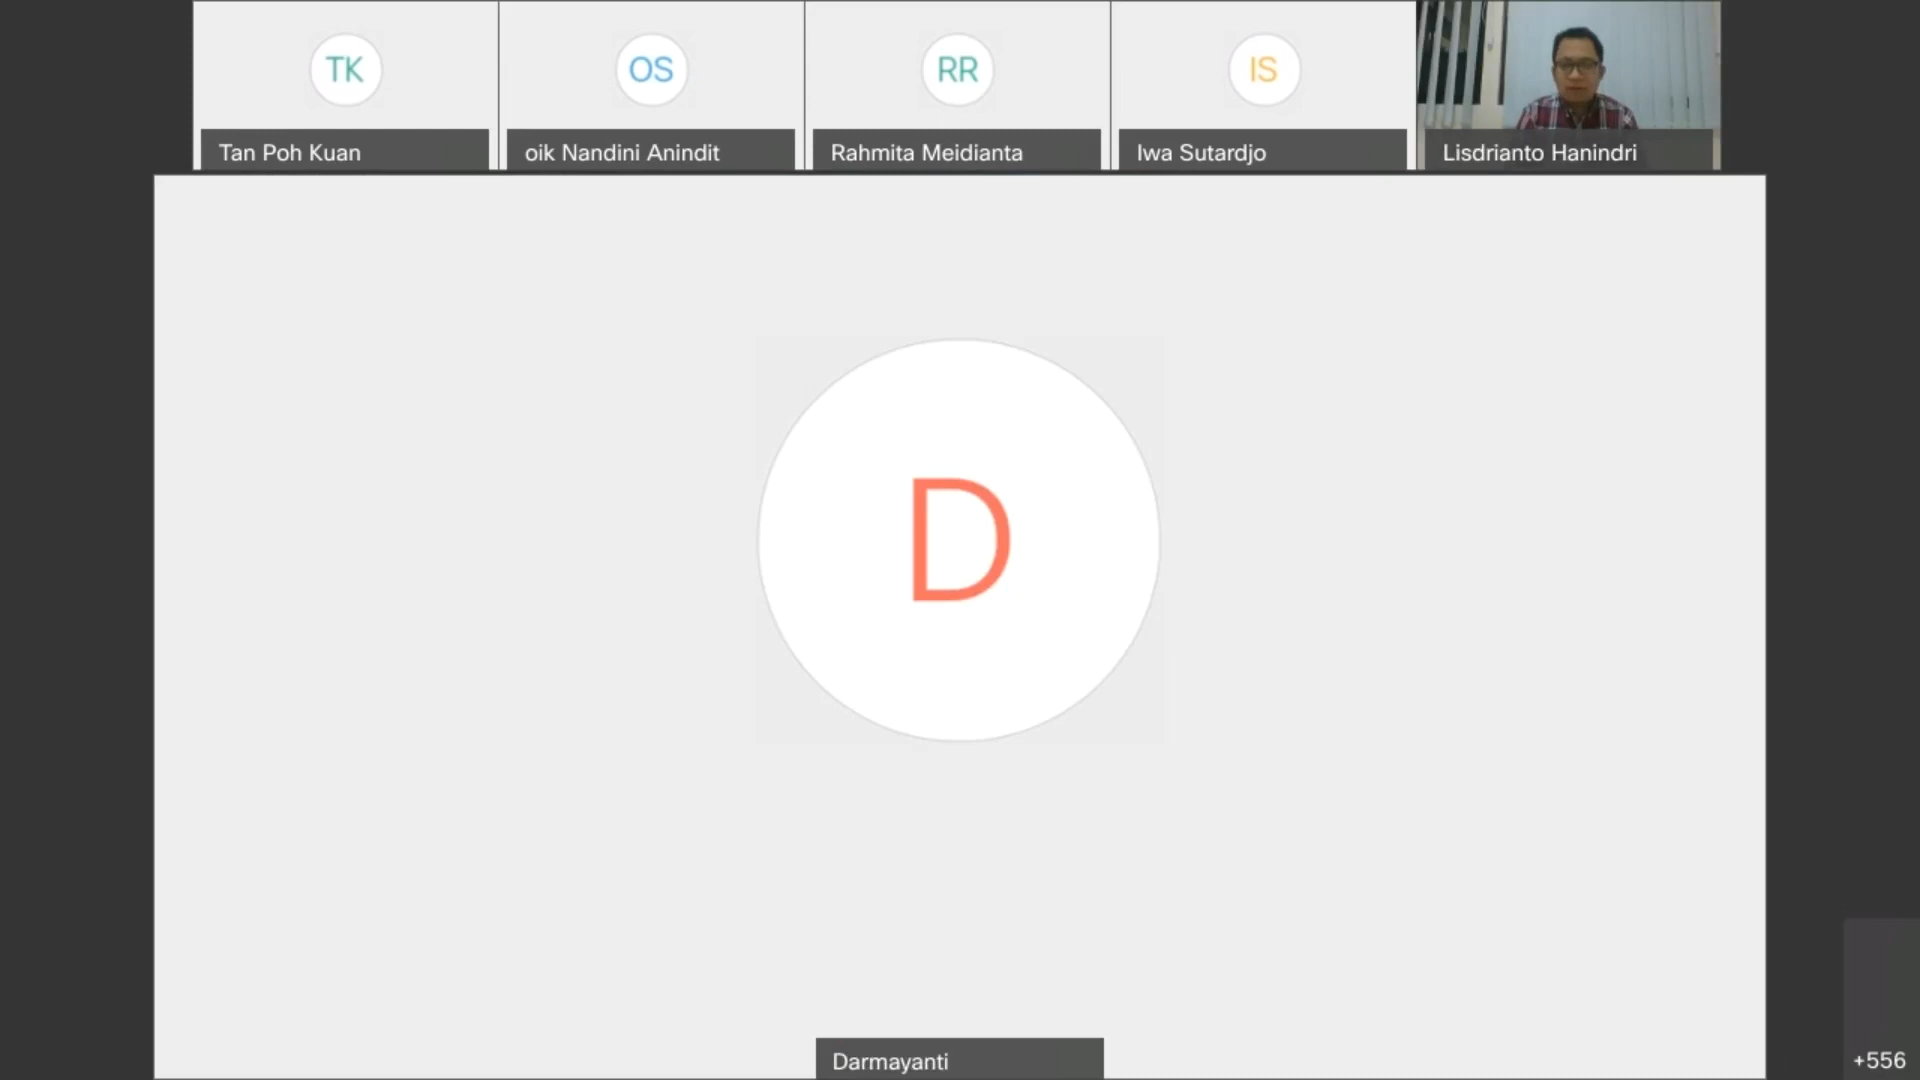 TK
Tan Poh Kuan
OS
oik Nandini Anindit
RR
Rahmita Meidianta
IS
Iwa Sutardjo
Lisdrianto Hanindri
D
Darmayanti
+556